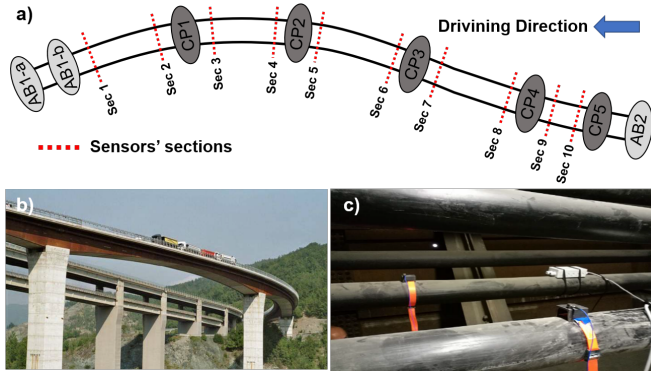 a)
Drivining Direction
AB1-a
AB1-b
Sec 1
Sec 2
CP1
Sec 3
Sec 4
CP2
Sec 5
Sec 6
CP3
Sec 7
Sec 8
CP4
Sec 9
Sec 10
CP5
AB2
Sensors' sections
b)
c)